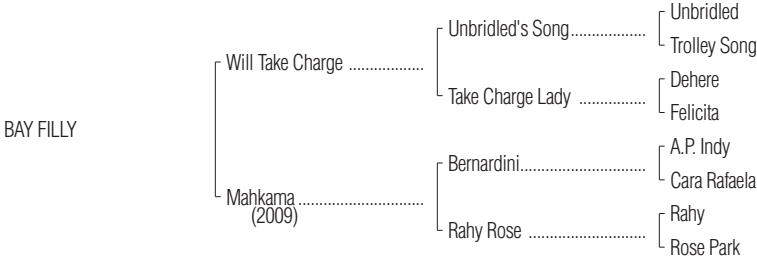 Unbridled
Unbridled's Song..................
Trolley Song
Will Take Charge ..................
Dehere
Take Charge Lady ................
Felicita
BAY FILLY
A.P. Indy
Bernardini..............................
Cara Rafaela
Mahkama ..............................
(2009)
Rahy
Rahy Rose ............................
Rose Park